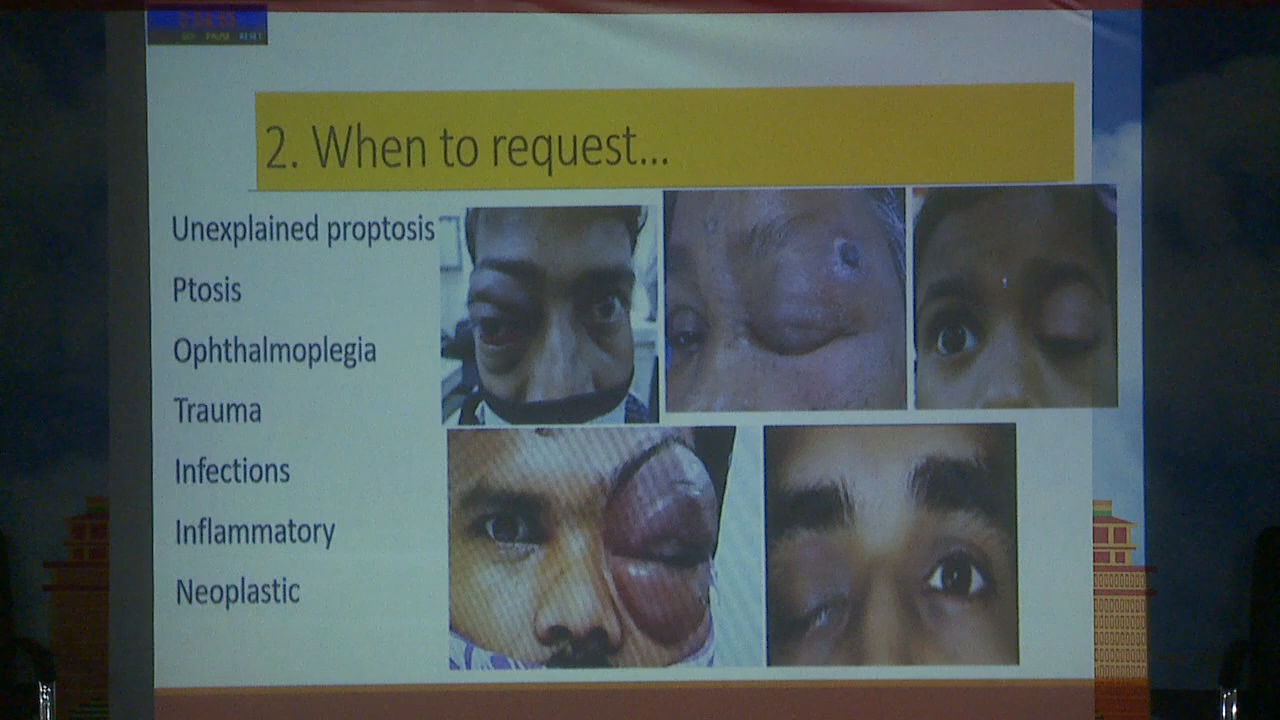 2. When to request...
Unexplained proptosis
Ptosis
Ophthalmoplegia
Trauma
Infections
Inflammatory
Neoplastic